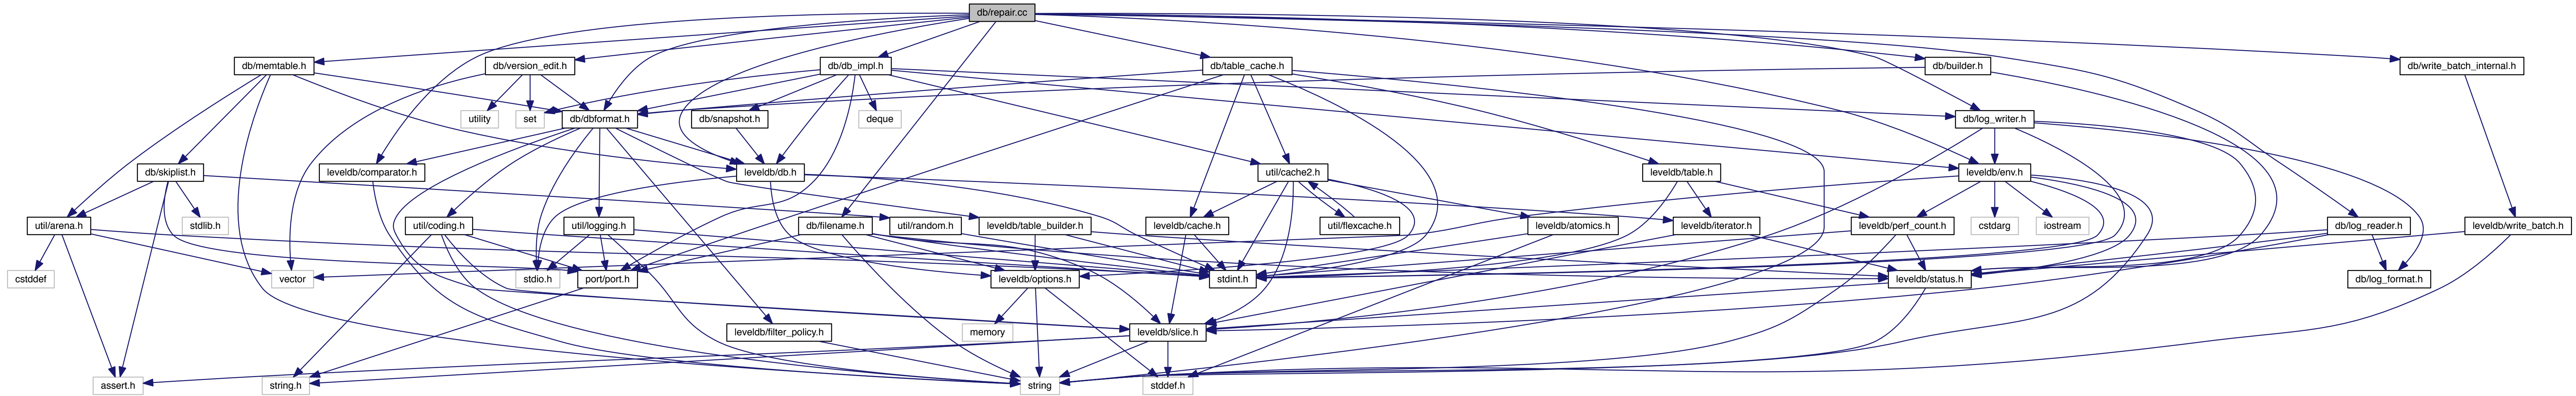 db/repair.cc
db/memtable.h
db/version_edit.h
db/db_impl.h
db/table_cache.h
db/builder.h
db/write_batch_internal.h
utility
set
db/dbformat.h
db/snapshot.h
deque
db/log_writer.h
db/skiplist.h
leveldb/comparator.h
leveldb/db.h
util/cache2.h
leveldb/table.h
leveldb/env.h
util/arena.h
stdlib.h
util/coding.h
util/logging.h
db/filename.h
util/random.h
leveldb/table_builder.h
leveldb/cache.h
util/flexcache.h
leveldb/atomics.h
leveldb/iterator.h
leveldb/perf_count.h
cstdarg
iostream
db/log_reader.h
leveldb/write_batch.h
cstddef
vector
stdio.h
port/port.h
leveldb/options.h
stdint.h
leveldb/status.h
db/log_format.h
leveldb/filter_policy.h
memory
leveldb/slice.h
assert.h
string.h
string
stddef.h